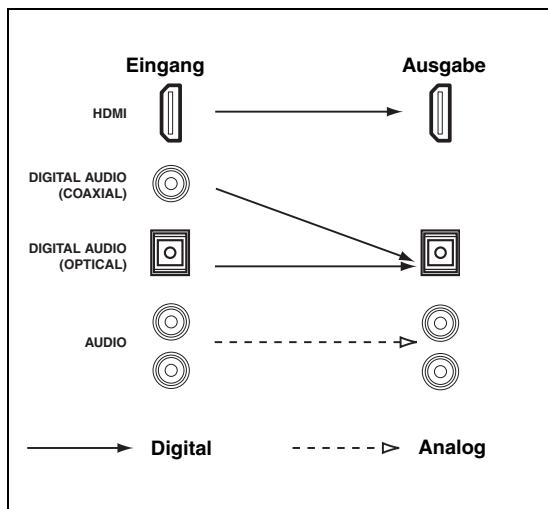 Eingang Ausgabe
HDMI
DIGITAL AUDIO
(COAXIAL)
DIGITAL AUDIO
(OPTICAL)
AUDIO
Digital Analog